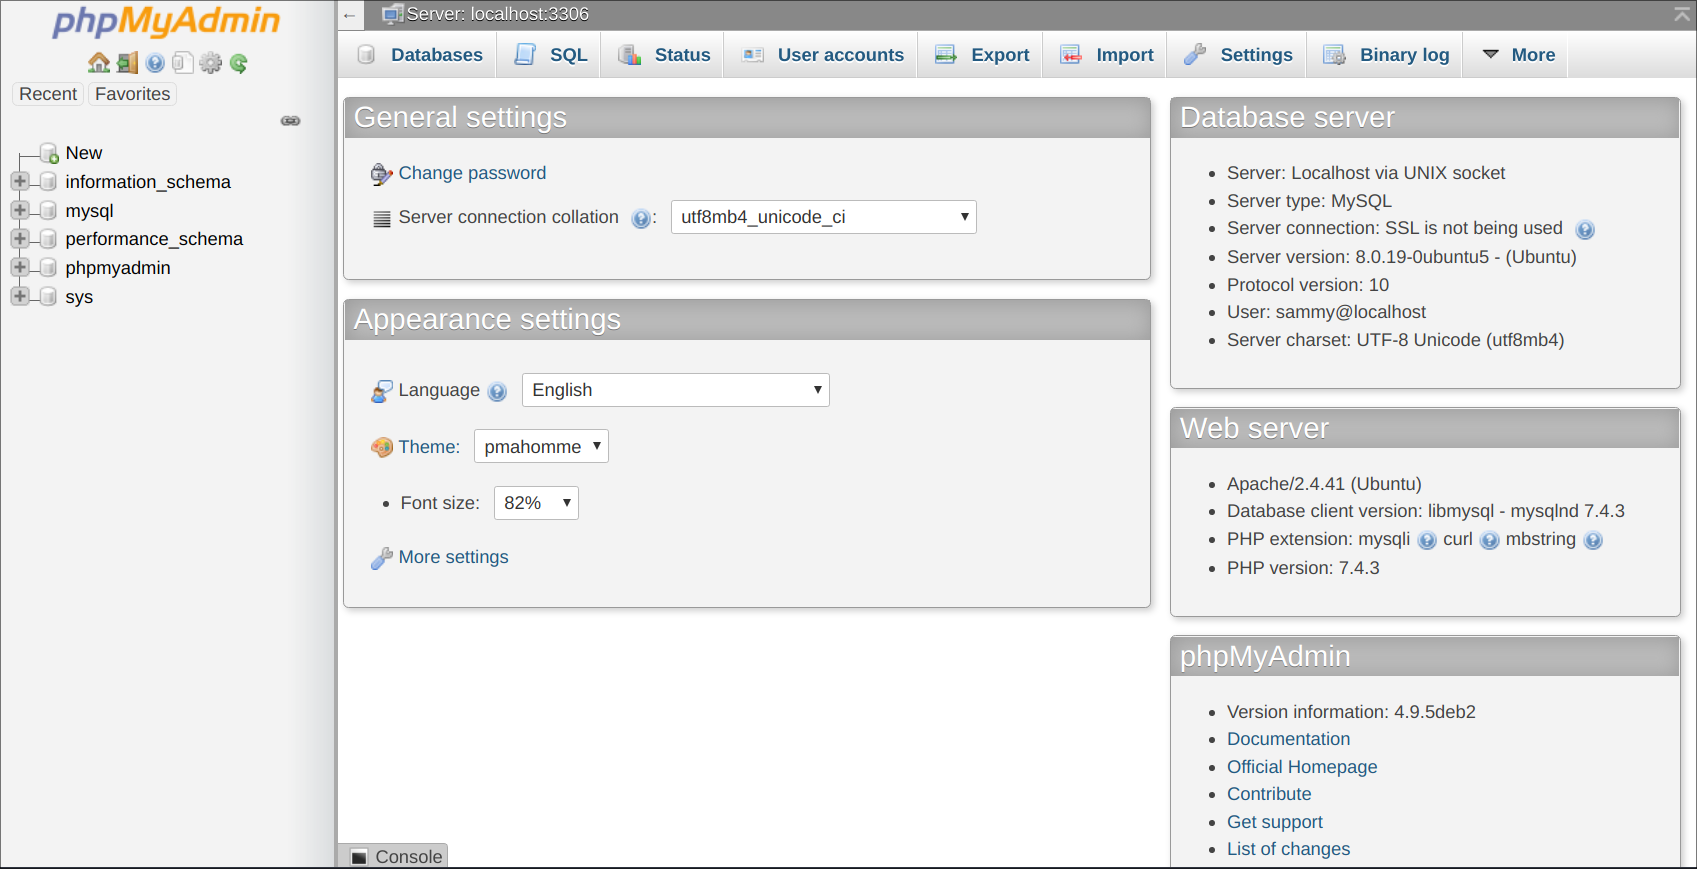 phpMyAdmin
Recent Favorites
New
information_schema
mysql
performance_schema
phpmyadmin
sys
← Server: localhost:3306
Databases SQL Status User accounts Export Import Settings Binary log More
General settings
Change password
Server connection collation : utf8mb4_unicode_ci
Appearance settings
Language English
Theme: pmahomme
• Font size: 82%
More settings
Database server
• Server: Localhost via UNIX socket
• Server type: MySQL
• Server connection: SSL is not being used
• Server version: 8.0.19-0ubuntu5 - (Ubuntu)
• Protocol version: 10
• User: sammy@localhost
• Server charset: UTF-8 Unicode (utf8mb4)
Web server
• Apache/2.4.41 (Ubuntu)
• Database client version: libmysql - mysqlnd 7.4.3
• PHP extension: mysqli curl mbstring
• PHP version: 7.4.3
phpMyAdmin
• Version information: 4.9.5deb2
• Documentation
• Official Homepage
• Contribute
• Get support
• List of changes
Console